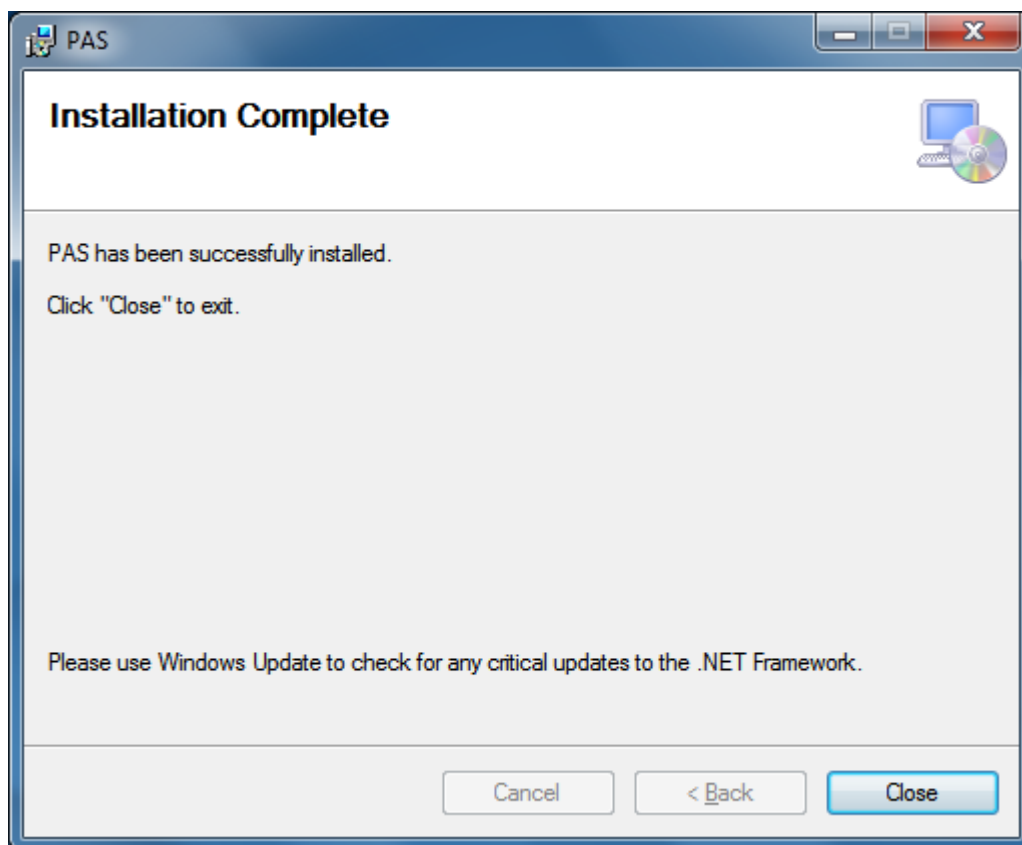 PAS
Installation Complete
PAS has been successfully installed.
Click "Close" to exit.
Please use Windows Update to check for any critical updates to the .NET Framework.
Cancel
< Back
Close